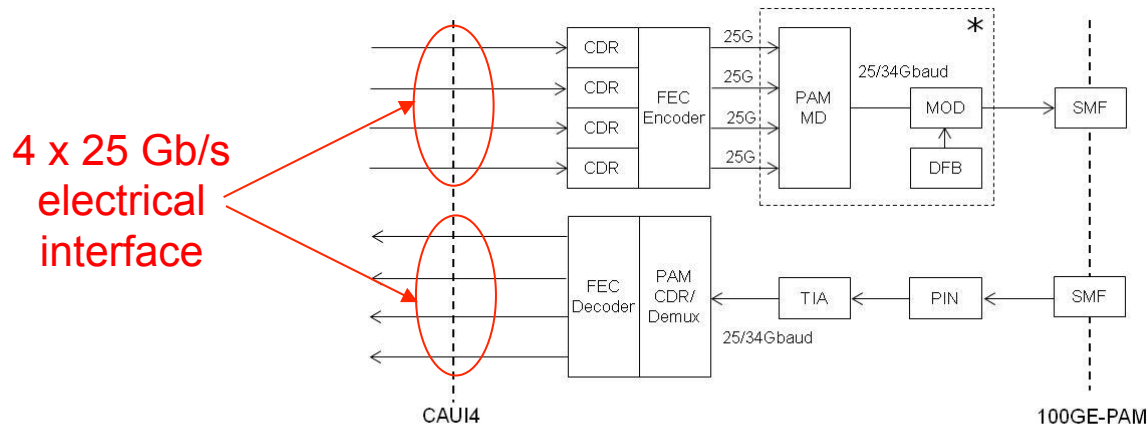 *
CDR
CDR
CDR
CDR
FEC
Encoder
25G
25G
25G
25G
PAM
MD
25/34Gbaud
MOD
DFB
SMF
4 x 25 Gb/s
electrical
interface
FEC
Decoder
PAM
CDR/
Demux
25/34Gbaud
TIA
PIN
SMF
CAUI4
100GE-PAM